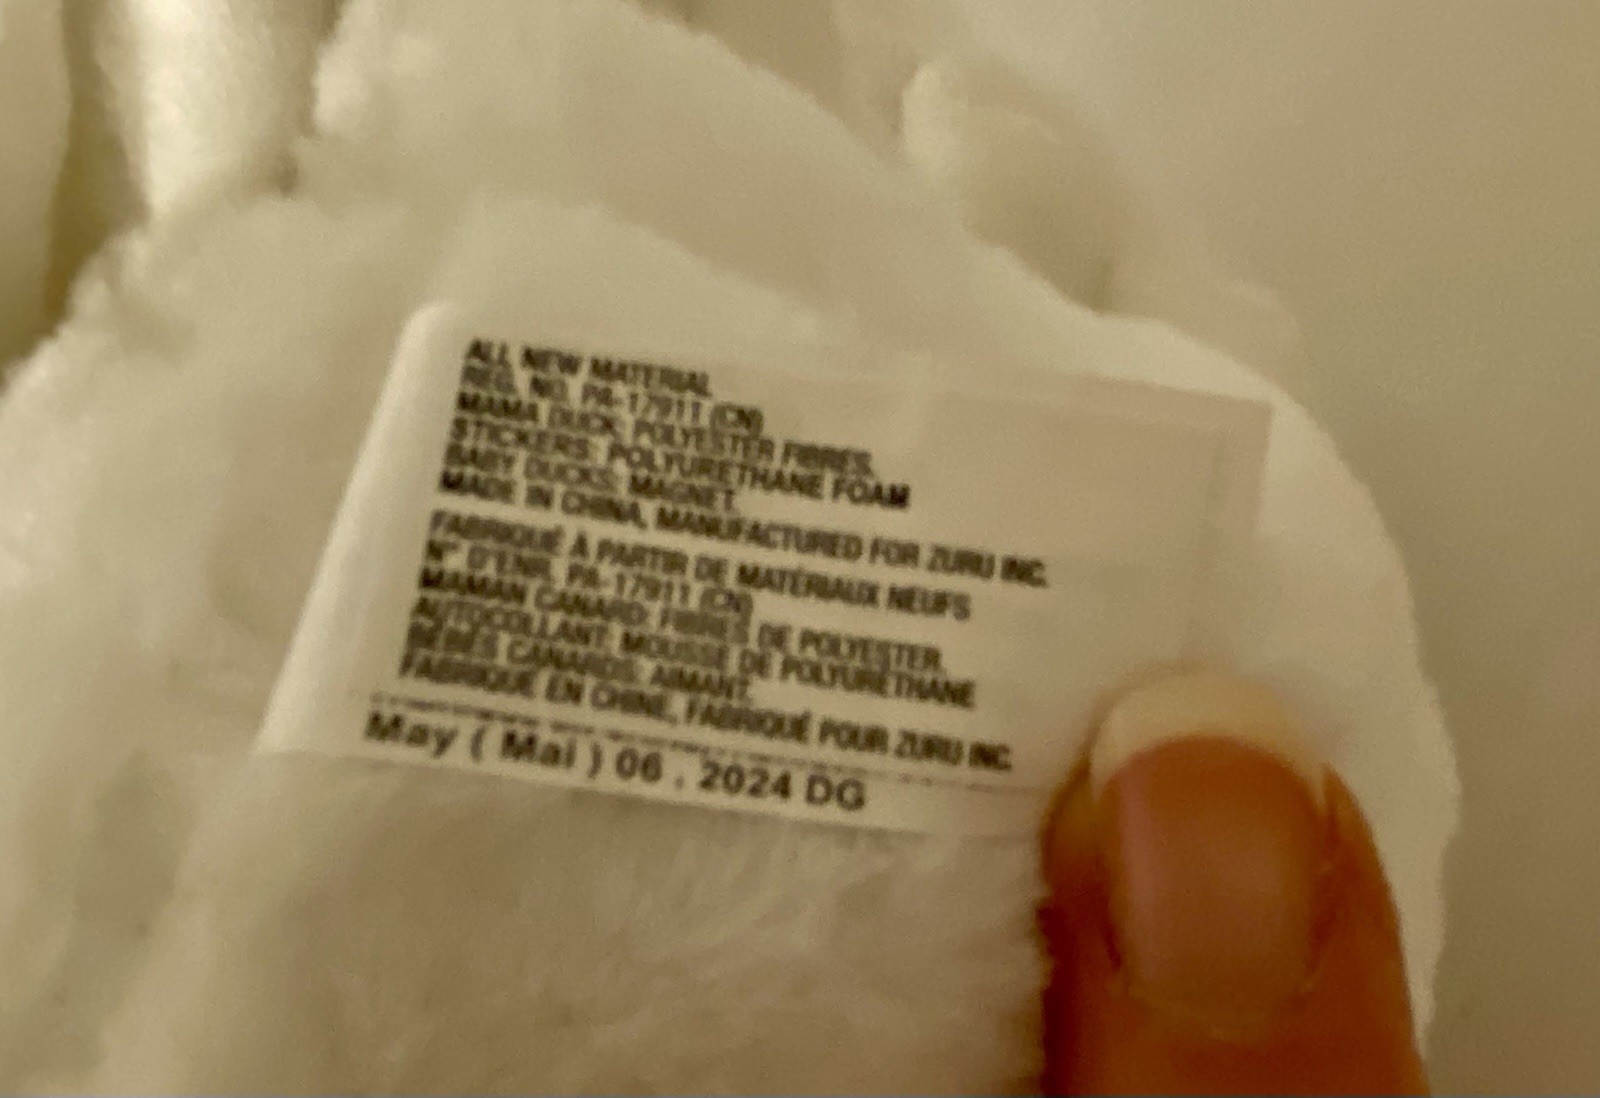 ALL NEW MATERIAL
REG. NO. PA-17911 (CN)
MAMA DUCK: POLYESTER FIBRES.
STICKERS: POLYURETHANE FOAM
BABY DUCKS: MAGNET.
MADE IN CHINA, MANUFACTURED FOR ZURU INC.
FABRIQUÉ À PARTIR DE MATÉRIAUX NEUFS
N° D'ENR. PA-17911 (CN)
MAMAN CANARD: FIBRES DE POLYESTER.
AUTOCOLLANT: MOUSSE DE POLYURÉTHANE
BÉBÉS CANARDS: AIMANT.
FABRIQUÉ EN CHINE, FABRIQUÉ POUR ZURU INC.
May ( Mai ) 06 . 2024 DG